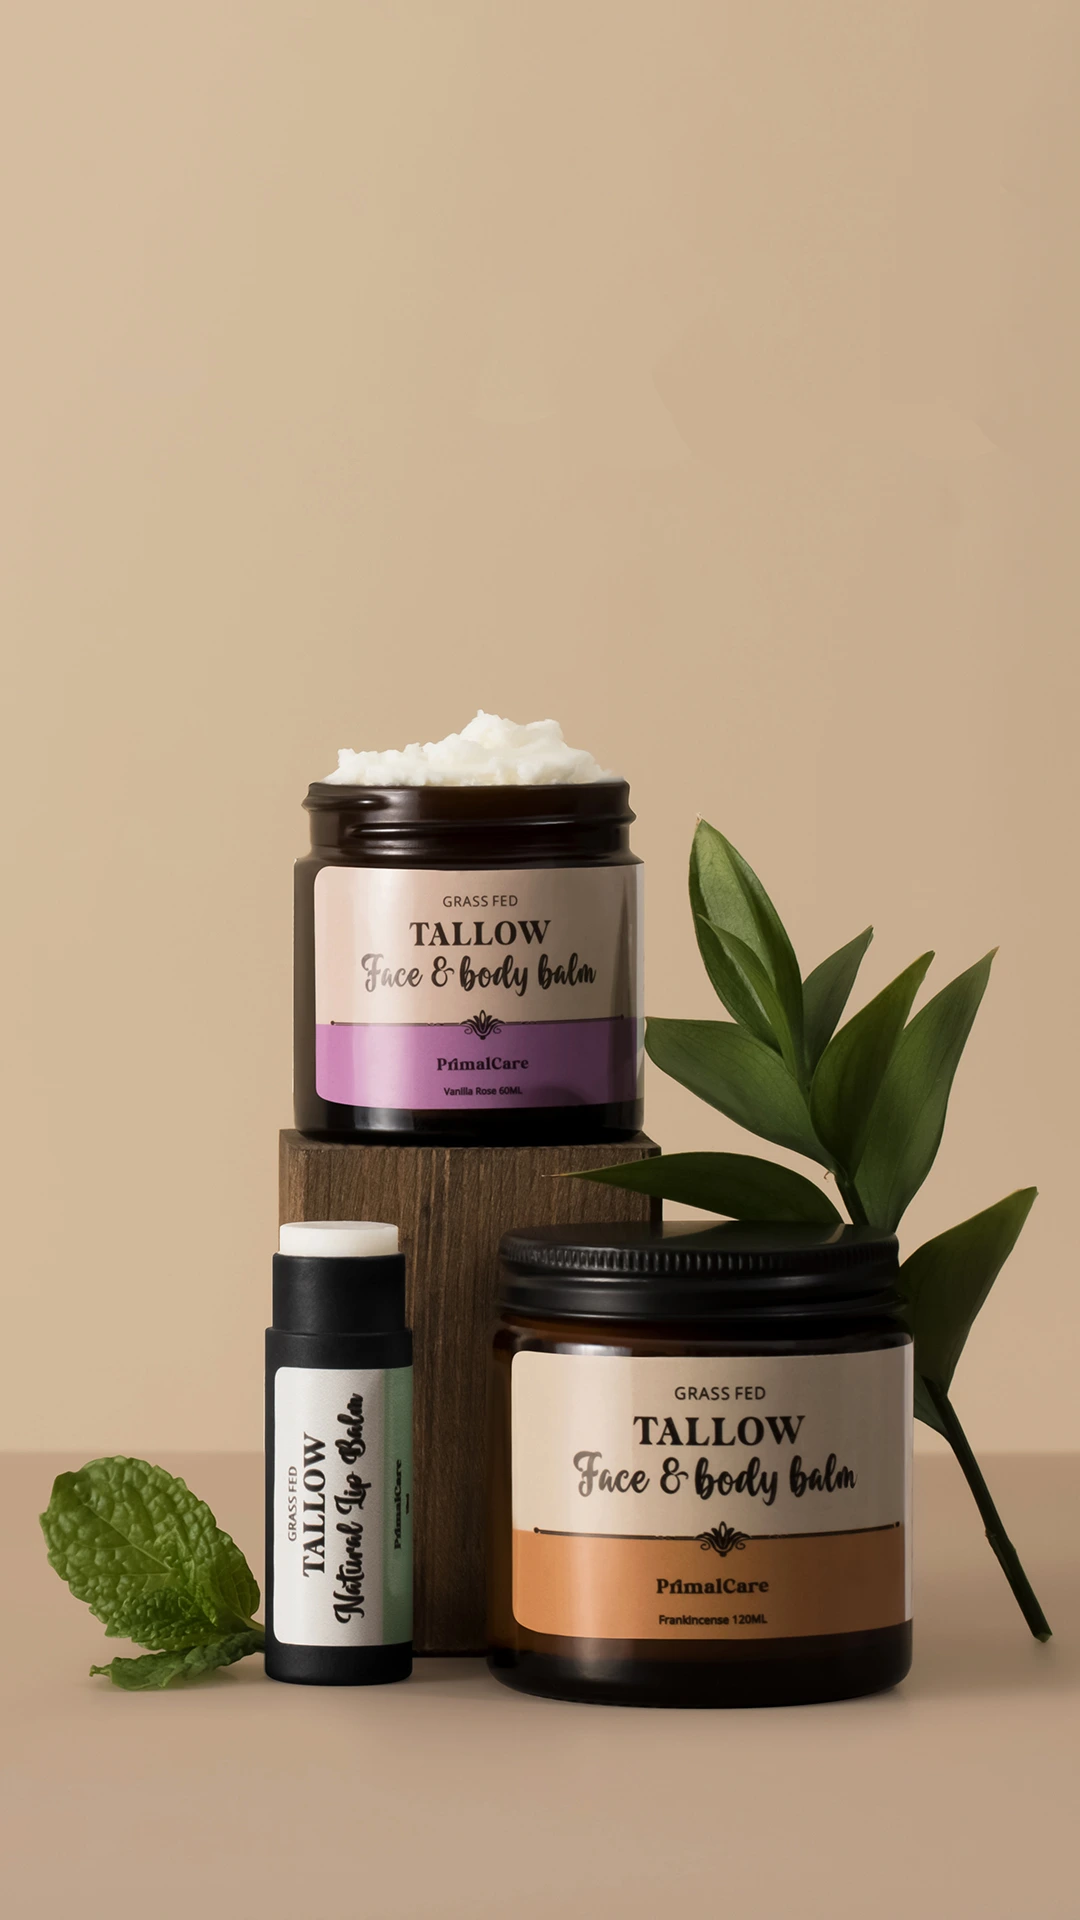 GRASS FED
TALLOW
Face & body balm
PrimalCare
Vanilla Rose 60ML
GRASS FED
TALLOW
Natural Lip Balm
PrimalCare
GRASS FED
TALLOW
Face & body balm
PrimalCare
Frankincense 120ML